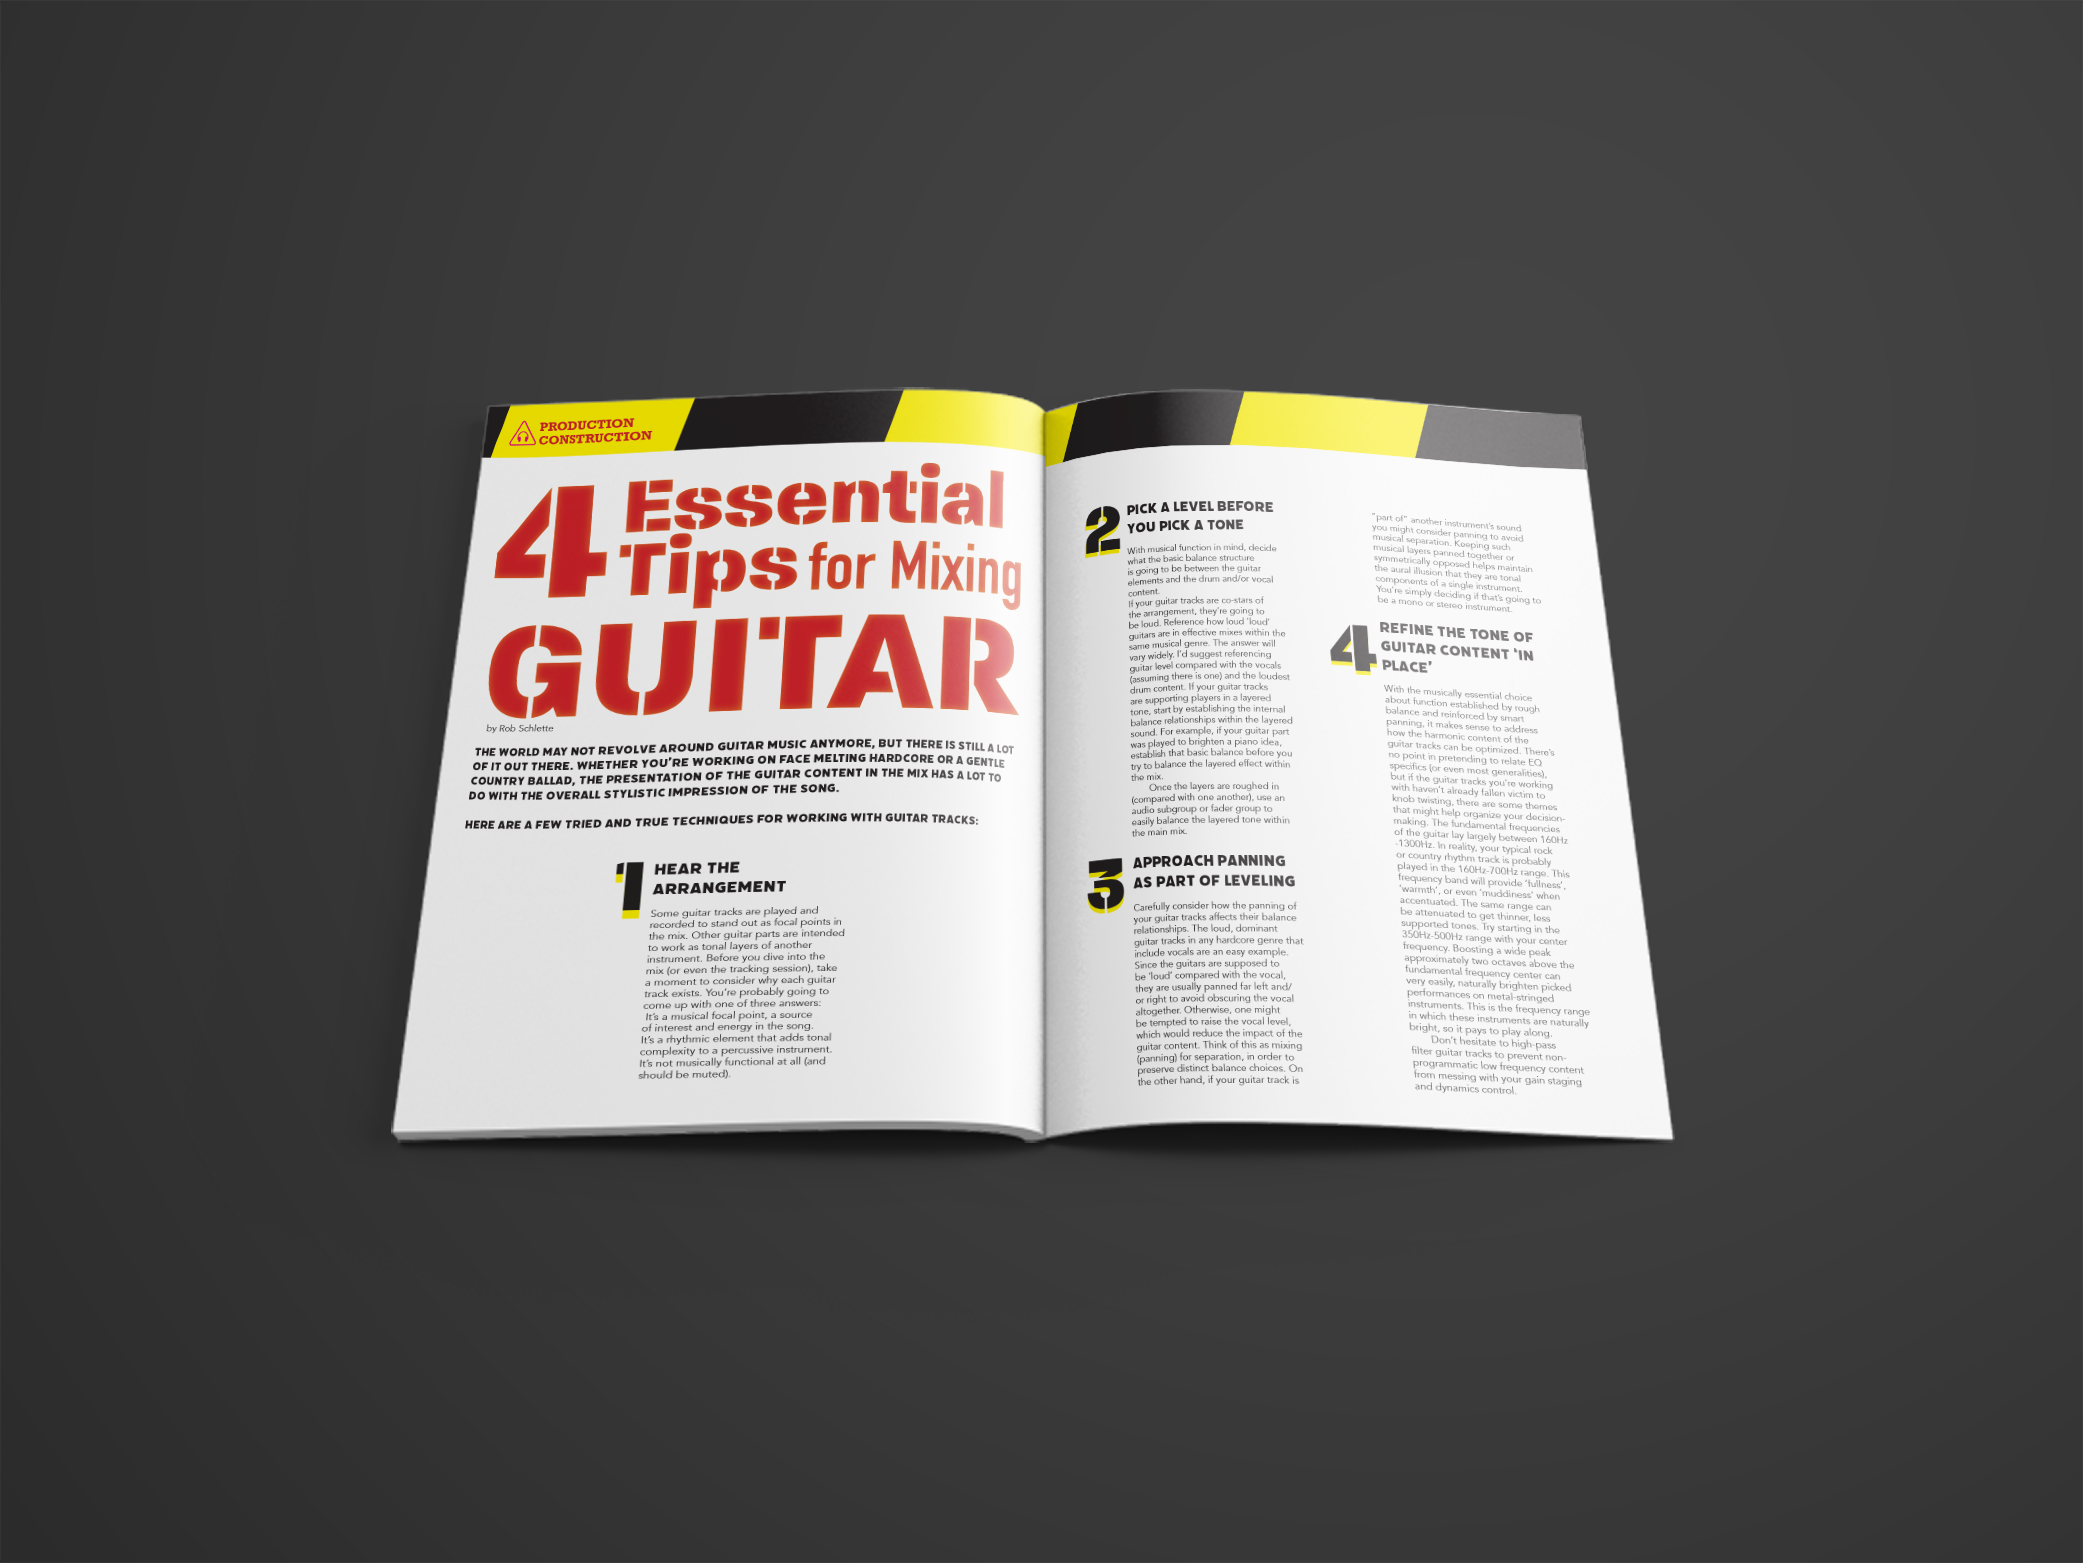 PRODUCTION
CONSTRUCTION
4 Essential
Tips for Mixing
GUITAR
by Rob Schlette
THE WORLD MAY NOT REVOLVE AROUND GUITAR MUSIC ANYMORE, BUT THERE IS STILL A LOT
OF IT OUT THERE. WHETHER YOU'RE WORKING ON FACE MELTING HARDCORE OR A GENTLE
COUNTRY BALLAD, THE PRESENTATION OF THE GUITAR CONTENT IN THE MIX HAS A LOT TO
DO WITH THE OVERALL STYLISTIC IMPRESSION OF THE SONG.
HERE ARE A FEW TRIED AND TRUE TECHNIQUES FOR WORKING WITH GUITAR TRACKS:
1 HEAR THE
ARRANGEMENT
Some guitar tracks are played and
recorded to stand out as focal points in
the mix. Other guitar parts are intended
to work as tonal layers of another
instrument. Before you dive into the
mix (or even the tracking session), take
a moment to consider why each guitar
track exists. You're probably going to
come up with one of three answers:
It's a musical focal point, a source
of interest and energy in the song.
It's a rhythmic element that adds tonal
complexity to a percussive instrument.
It's not musically functional at all (and
should be muted).
2 PICK A LEVEL BEFORE
YOU PICK A TONE
With musical function in mind, decide
what the basic balance structure
is going to be between the guitar
elements and the drum and/or vocal
content.
If your guitar tracks are co-stars of
the arrangement, they're going to
be loud. Reference how loud 'loud'
guitars are in effective mixes within the
same musical genre. The answer will
vary widely. I'd suggest referencing
guitar level compared with the vocals
(assuming there is one) and the loudest
drum content. If your guitar tracks
are supporting players in a layered
tone, start by establishing the internal
balance relationships within the layered
sound. For example, if your guitar part
was played to brighten a piano idea,
establish that basic balance before you
try to balance the layered effect within
the mix.
Once the layers are roughed in
(compared with one another), use an
audio subgroup or fader group to
easily balance the layered tone within
the main mix.
3 APPROACH PANNING
AS PART OF LEVELING
Carefully consider how the panning of
your guitar tracks affects their balance
relationships. The loud, dominant
guitar tracks in any hardcore genre that
include vocals are an easy example.
Since the guitars are supposed to
be 'loud' compared with the vocal,
they are usually panned far left and/
or right to avoid obscuring the vocal
altogether. Otherwise, one might
be tempted to raise the vocal level,
which would reduce the impact of the
guitar content. Think of this as mixing
(panning) for separation, in order to
preserve distinct balance choices. On
the other hand, if your guitar track is
"part of" another instrument's sound
you might consider panning to avoid
musical separation. Keeping such
musical layers panned together or
symmetrically opposed helps maintain
the aural illusion that they are tonal
components of a single instrument.
You're simply deciding if that's going to
be a mono or stereo instrument.
4 REFINE THE TONE OF
GUITAR CONTENT 'IN
PLACE'
With the musically essential choice
about function established by rough
balance and reinforced by smart
panning, it makes sense to address
how the harmonic content of the
guitar tracks can be optimized. There's
no point in pretending to relate EQ
specifics (or even most generalities),
but if the guitar tracks you're working
with haven't already fallen victim to
knob twisting, there are some themes
that might help organize your decision-
making. The fundamental frequencies
of the guitar lay largely between 160Hz
-1300Hz. In reality, your typical rock
or country rhythm track is probably
played in the 160Hz-700Hz range. This
frequency band will provide 'fullness',
'warmth', or even 'muddiness' when
accentuated. The same range can
be attenuated to get thinner, less
supported tones. Try starting in the
350Hz-500Hz range with your center
frequency. Boosting a wide peak
approximately two octaves above the
fundamental frequency center can
very easily, naturally brighten picked
performances on metal-stringed
instruments. This is the frequency range
in which these instruments are naturally
bright, so it pays to play along.
Don't hesitate to high-pass
filter guitar tracks to prevent non-
programmatic low frequency content
from messing with your gain staging
and dynamics control.